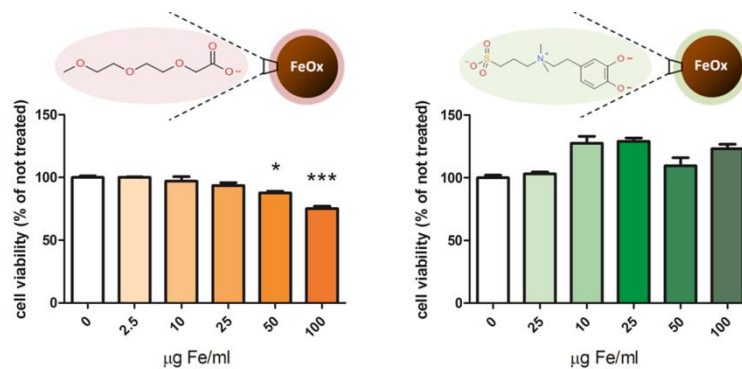 FeOx
FeOx
O
O
O
O
O−
O
O
S
−O
N+
O
O
cell viability (% of not treated)
150
100
50
0
*
***
0 2.5 10 25 50 100
μg Fe/ml
cell viability (% of not treated)
150
100
50
0
0 25 10 25 50 100
μg Fe/ml